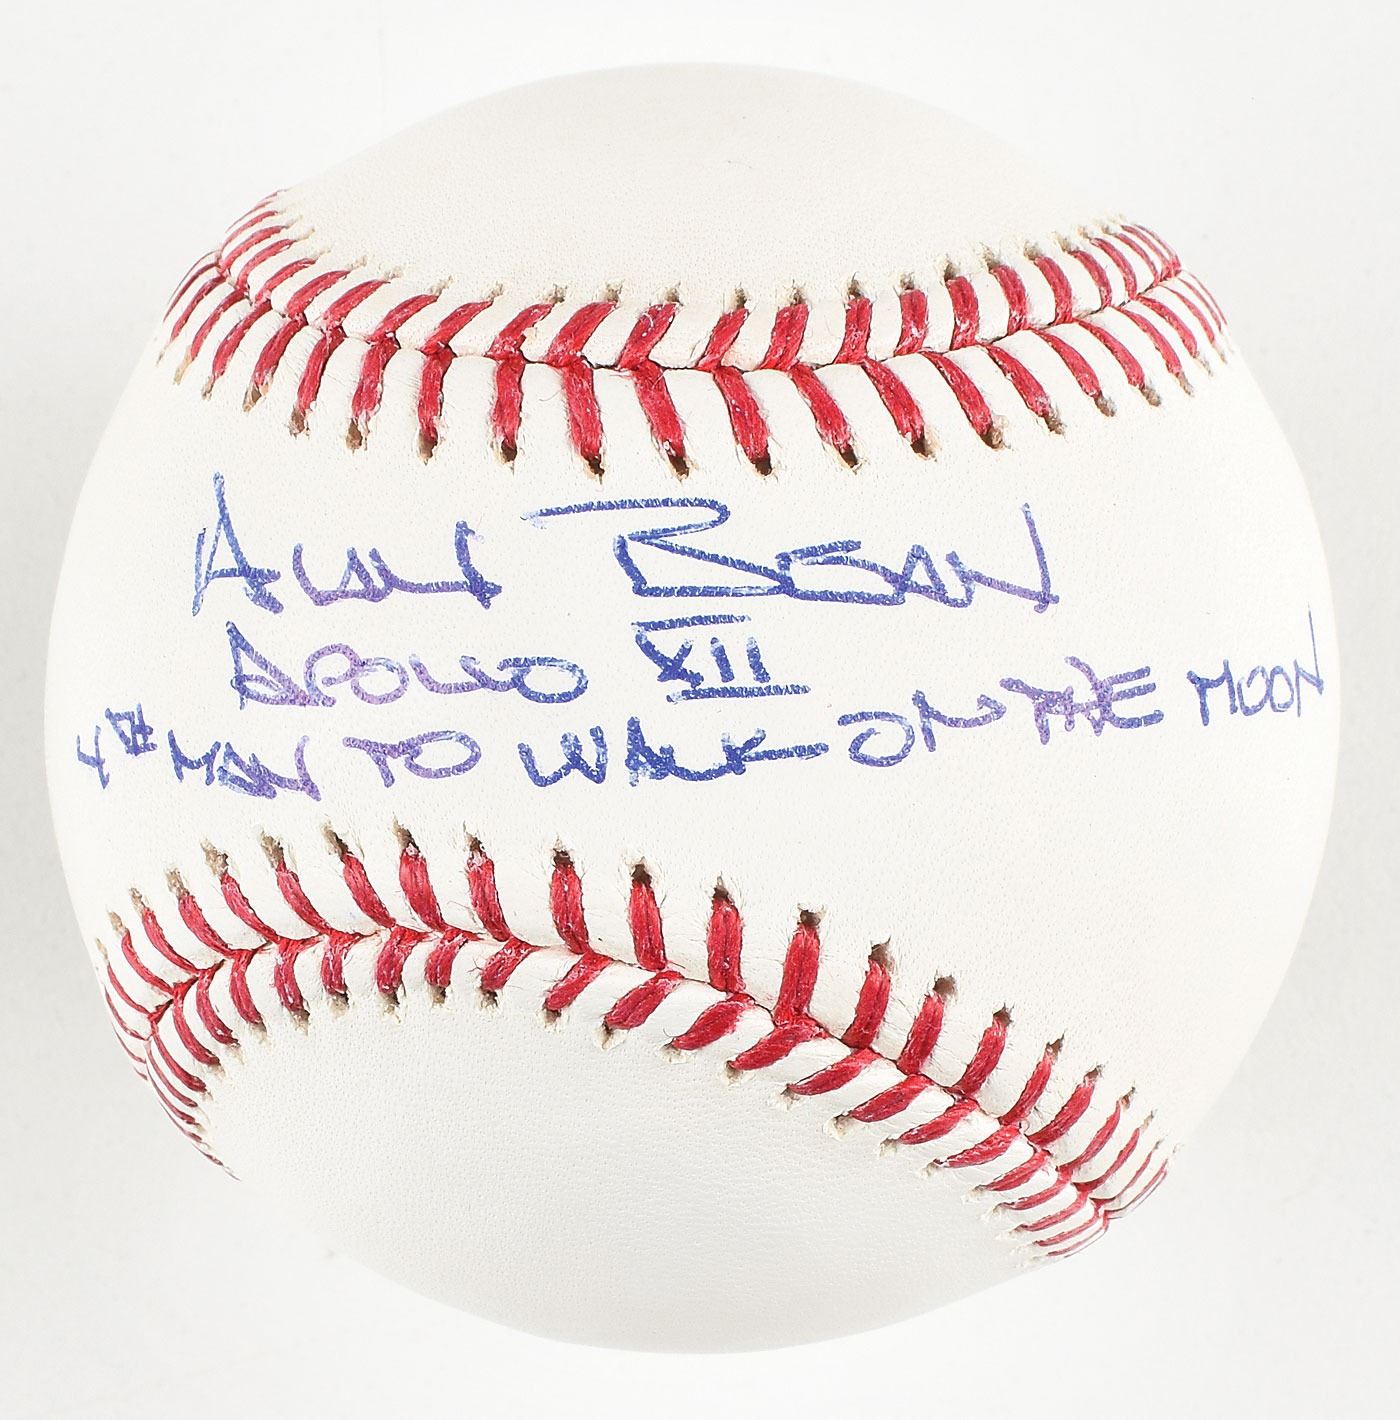 ALAN BEAN
APOLLO XII
4TH MAN TO WALK ON THE MOON